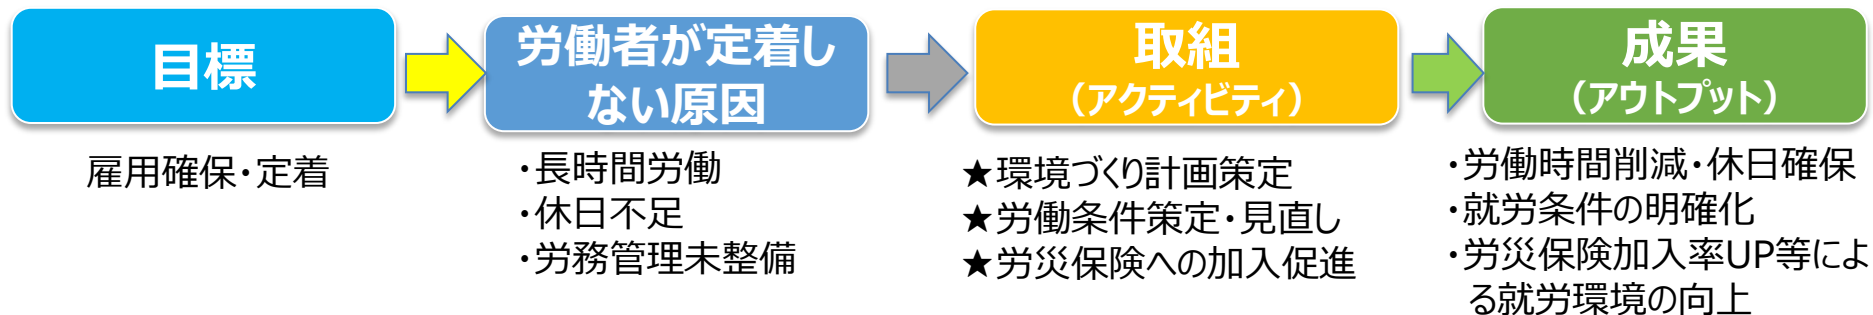 目標
雇用確保・定着
労働者が定着し
ない原因
・長時間労働
・休日不足
・労務管理未整備
取組
（アクティビティ）
★環境づくり計画策定
★労働条件策定・見直し
★労災保険への加入促進
成果
（アウトプット）
・労働時間削減・休日確保
・就労条件の明確化
・労災保険加入率UP等によ
る就労環境の向上